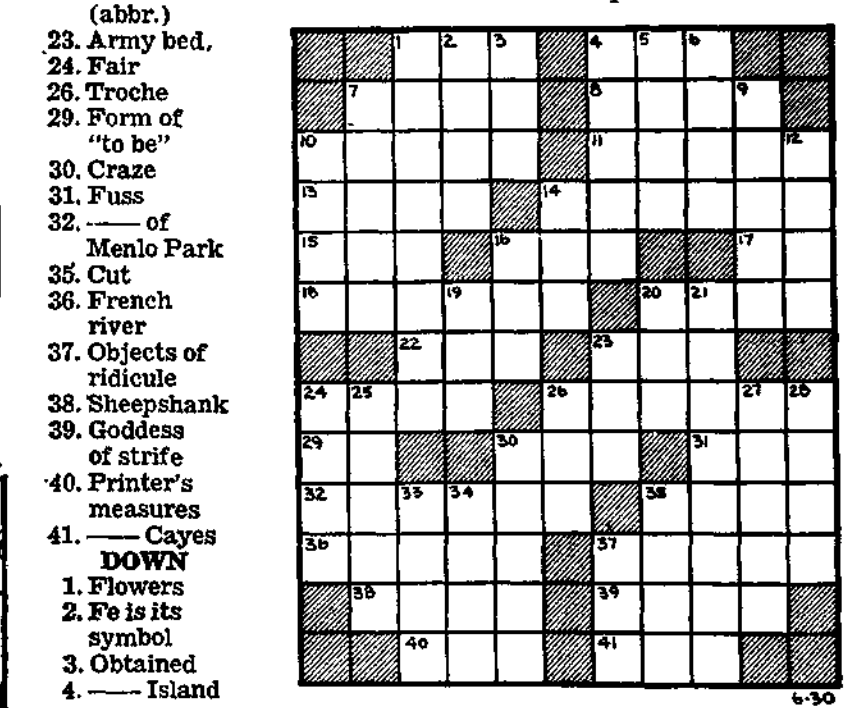 (abbr.)
23. Army bed,
24. Fair
26. Troche
29. Form of
"to be"
30. Craze
31. Fuss
32. —— of
Menlo Park
35. Cut
36. French
river
37. Objects of
ridicule
38. Sheepshank
39. Goddess
of strife
40. Printer's
measures
41. —— Cayes
DOWN
1. Flowers
2. Fe is its
symbol
3. Obtained
4. —— Island
1 2 3 4 5 6
7 8 9
10 11 12
13 14
15 16 17
18 19 20 21
22 23
24 25 26 27 28
29 30 31
32 33 34 35
36 37
38 39
40 41
6-30